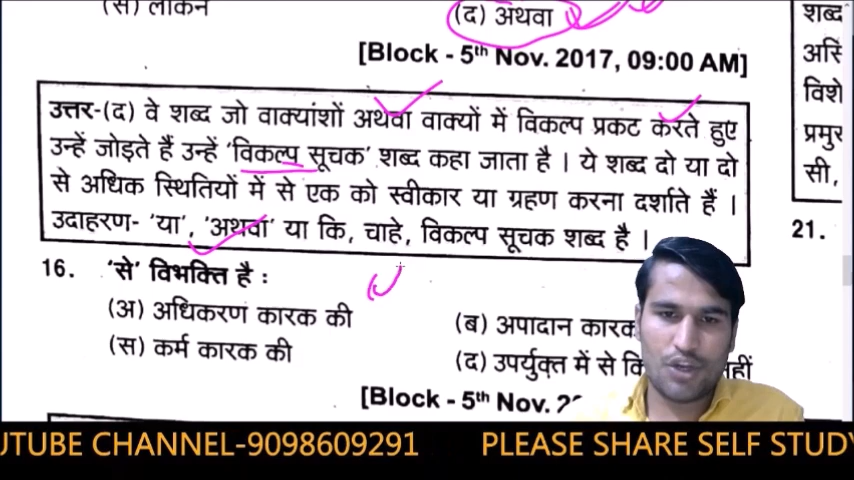 (स) लेकिन
(द) अथवा
[Block - 5th Nov. 2017, 09:00 AM]
उत्तर-(द) वे शब्द जो वाक्यांशों अथवा वाक्यों में विकल्प प्रकट करते हुए
उन्हें जोड़ते हैं उन्हें 'विकल्प सूचक' शब्द कहा जाता है । ये शब्द दो या दो
से अधिक स्थितियों में से एक को स्वीकार या ग्रहण करना दर्शाते हैं ।
उदाहरण- 'या', 'अथवा' या कि, चाहे, विकल्प सूचक शब्द है ।
16. 'से' विभक्ति है :
(अ) अधिकरण कारक की
(ब) अपादान कारक
(स) कर्म कारक की
(द) उपर्युक्त में से
[Block - 5th Nov.
शब्द
विशे
प्रमु
सी,
21.
UTUBE CHANNEL-9098609291 PLEASE SHARE SELF STUDY